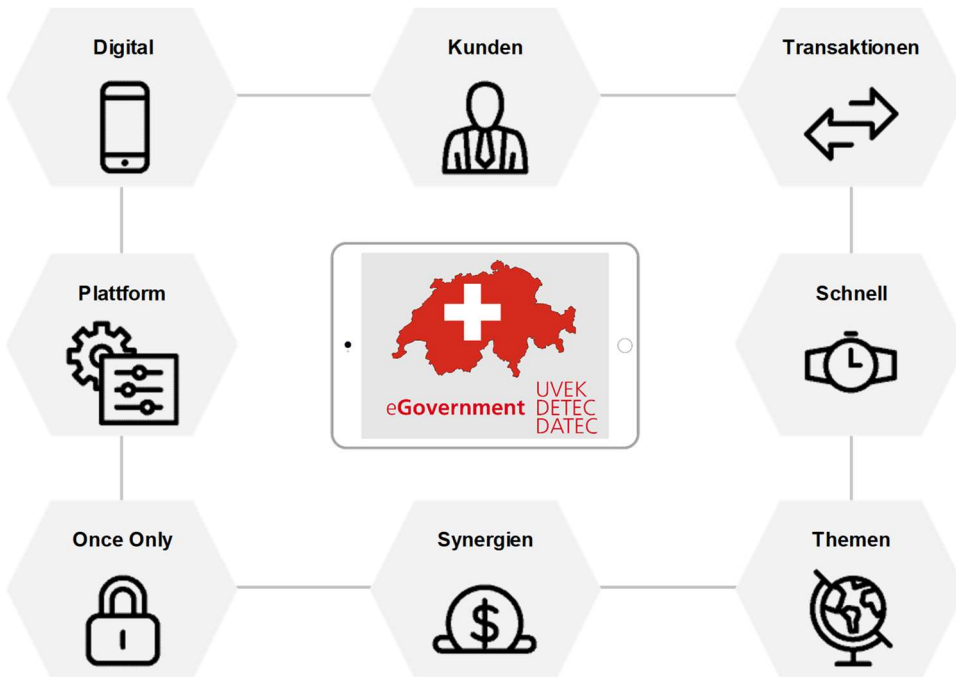 Digital
Kunden
Transaktionen
Plattform
eGovernment
UVEK
DETEC
DATEC
Schnell
Once Only
Synergien
$
Themen